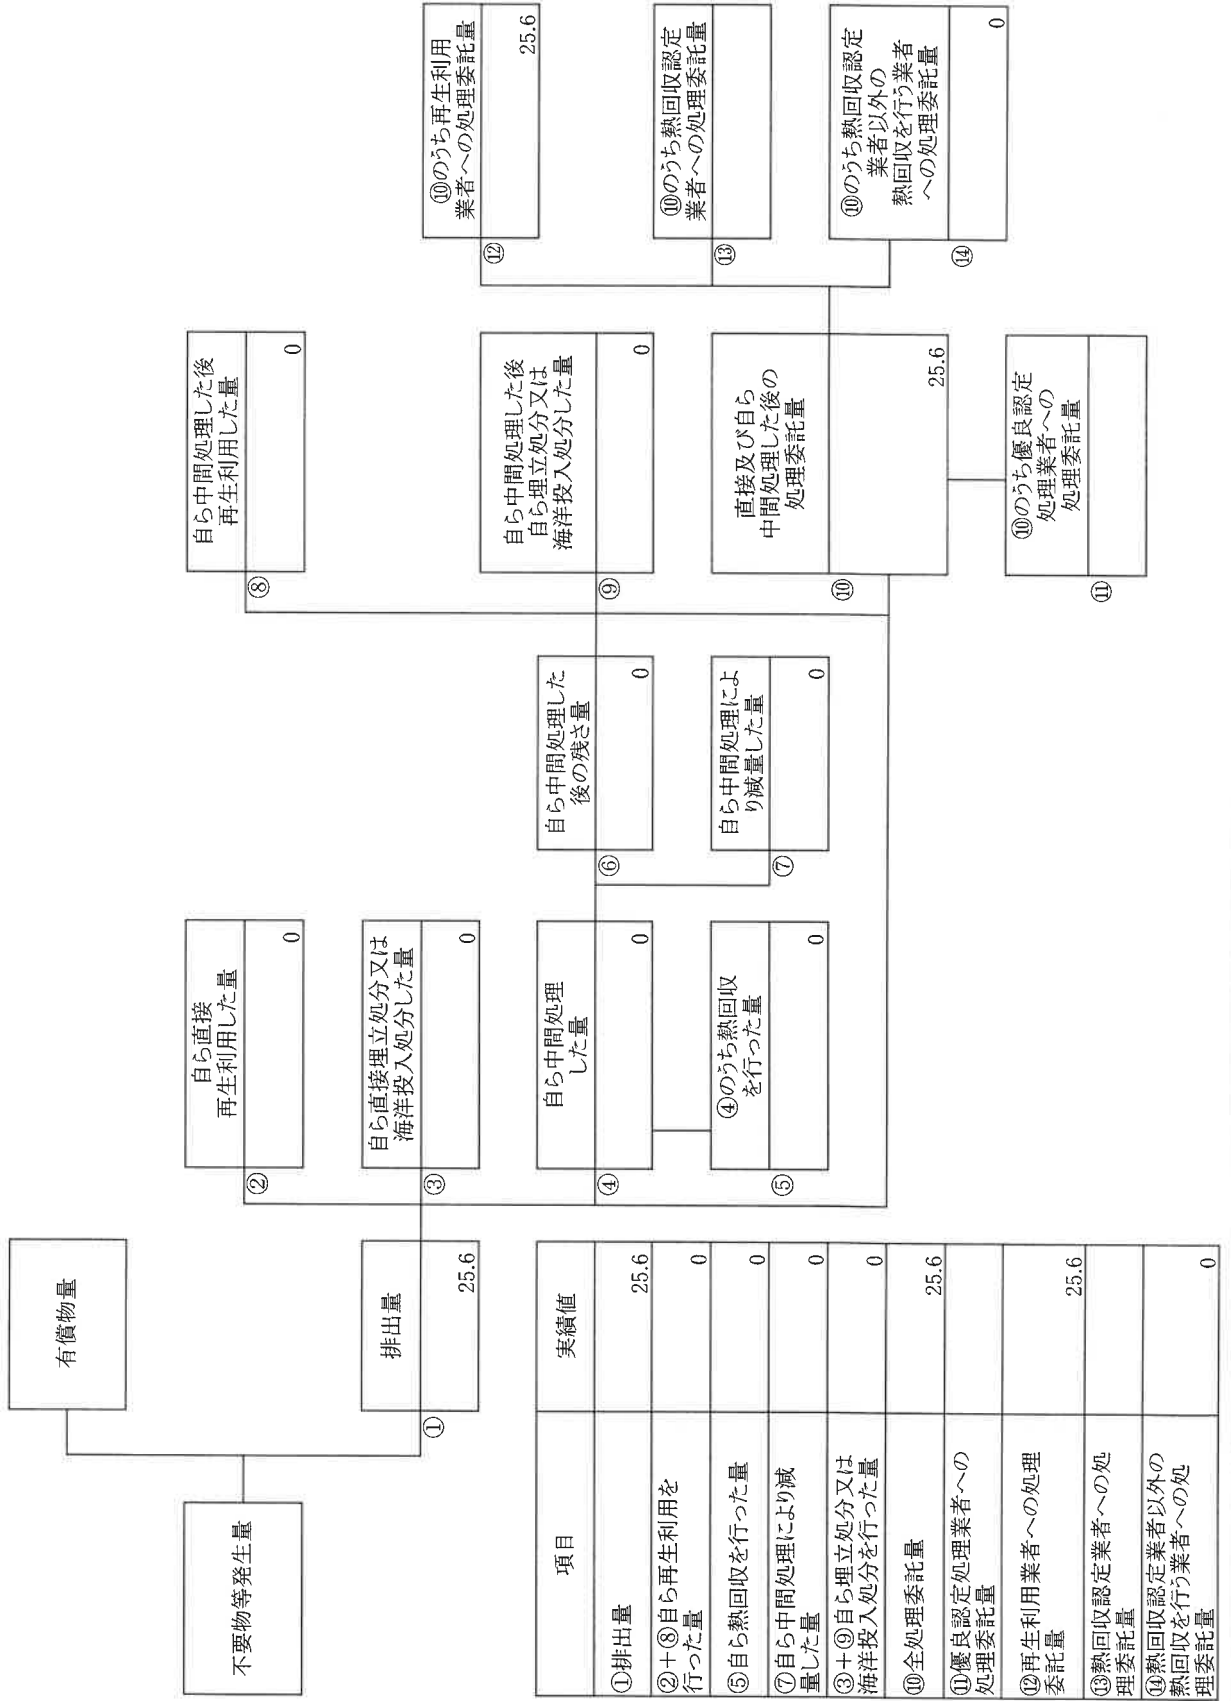 有償物量
不要物等発生量
排出量
①
25.6
自ら直接
再生利用した量
②
0
自ら直接埋立処分又は
海洋投入処分した量
③
0
自ら中間処理
した量
④
0
④のうち熱回収
を行った量
⑤
0
自ら中間処理した
後の残さ量
⑥
0
自ら中間処理によ
り減量した量
⑦
0
自ら中間処理した後
再生利用した量
⑧
0
自ら中間処理した後
自ら埋立処分又は
海洋投入処分した量
⑨
0
直接及び自ら
中間処理した後の
処理委託量
⑩
25.6
⑩のうち優良認定
処理業者への
処理委託量
⑪
⑩のうち再生利用
業者への処理委託量
⑫
25.6
⑩のうち熱回収認定
業者への処理委託量
⑬
⑩のうち熱回収認定
業者以外の
熱回収を行う業者
への処理委託量
⑭
0
項目 実績値
①排出量 25.6
②+⑧自ら再生利用を
行った量 0
⑤自ら熱回収を行った量 0
⑦自ら中間処理により減
量した量 0
③+⑨自ら埋立処分又は
海洋投入処分を行った量 0
⑩全処理委託量 25.6
⑪優良認定処理業者への
処理委託量
⑫再生利用業者への処理
委託量 25.6
⑬熱回収認定業者への処
理委託量
⑭熱回収認定業者以外の
熱回収を行う業者への処
理委託量 0